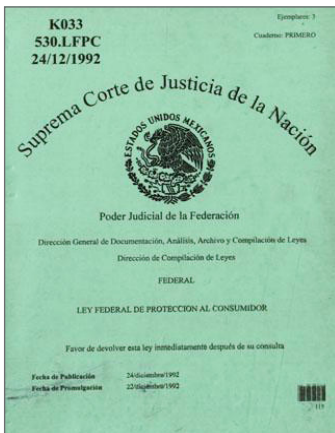 K033
530.LFPC
24/12/1992
Ejemplares: 3
Cuaderno: PRIMERO
Suprema Corte de Justicia de la Nación
ESTADOS UNIDOS MEXICANOS
Poder Judicial de la Federación
Dirección General de Documentación, Análisis, Archivo y Compilación de Leyes
Dirección de Compilación de Leyes
FEDERAL
LEY FEDERAL DE PROTECCION AL CONSUMIDOR
Favor de devolver esta ley inmediatamente después de su consulta
Fecha de Publicación 24/diciembre/1992
Fecha de Promulgación 22/diciembre/1992